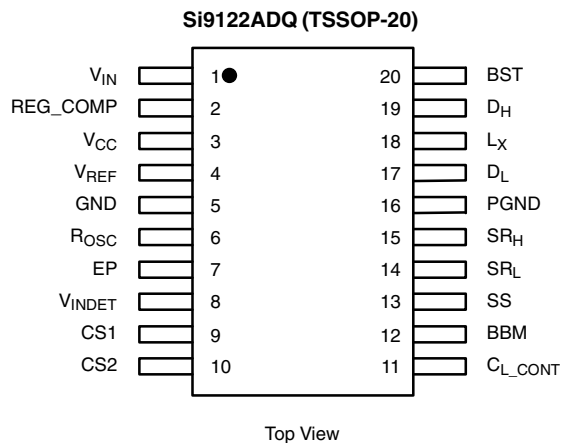 Si9122ADQ (TSSOP-20)
VIN 1 20 BST
REG_COMP 2 19 DH
VCC 3 18 LX
VREF 4 17 DL
GND 5 16 PGND
ROSC 6 15 SRH
EP 7 14 SRL
VINDET 8 13 SS
CS1 9 12 BBM
CS2 10 11 CL_CONT
Top View